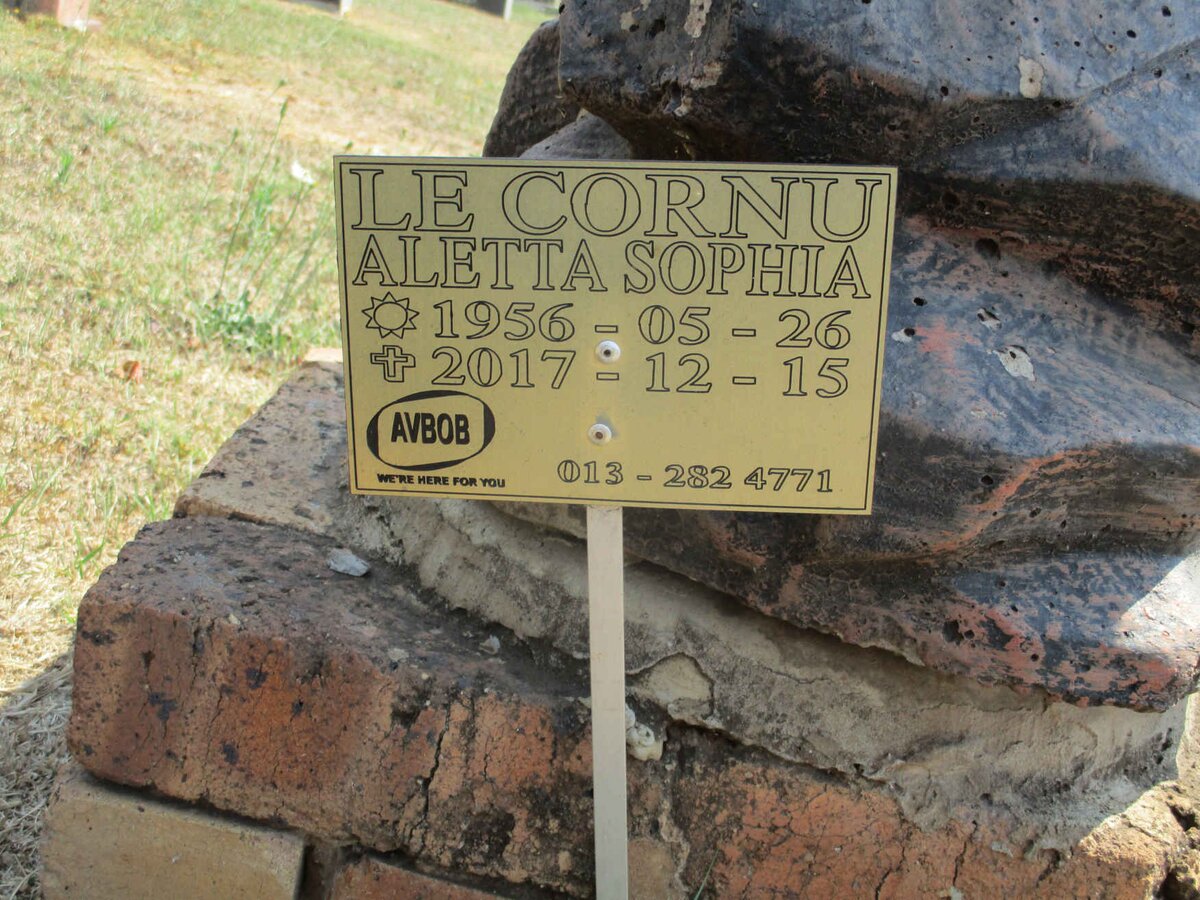 LE CORNU
ALETTA SOPHIA
1956 - 05 - 26
2017 - 12 - 15
AVBOB
WE'RE HERE FOR YOU
013 - 282 4771